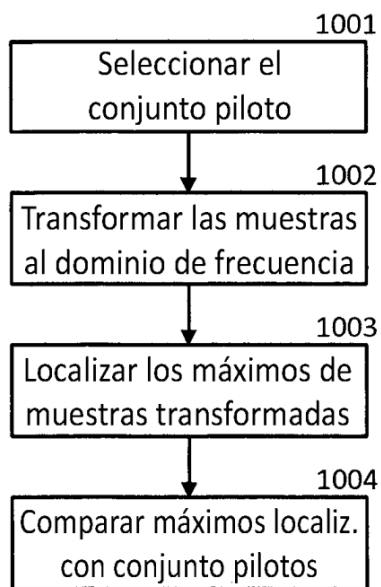 1001
Seleccionar el
conjunto piloto
1002
Transformar las muestras
al dominio de frecuencia
1003
Localizar los máximos de
muestras transformadas
1004
Comparar máximos localiz.
con conjunto pilotos